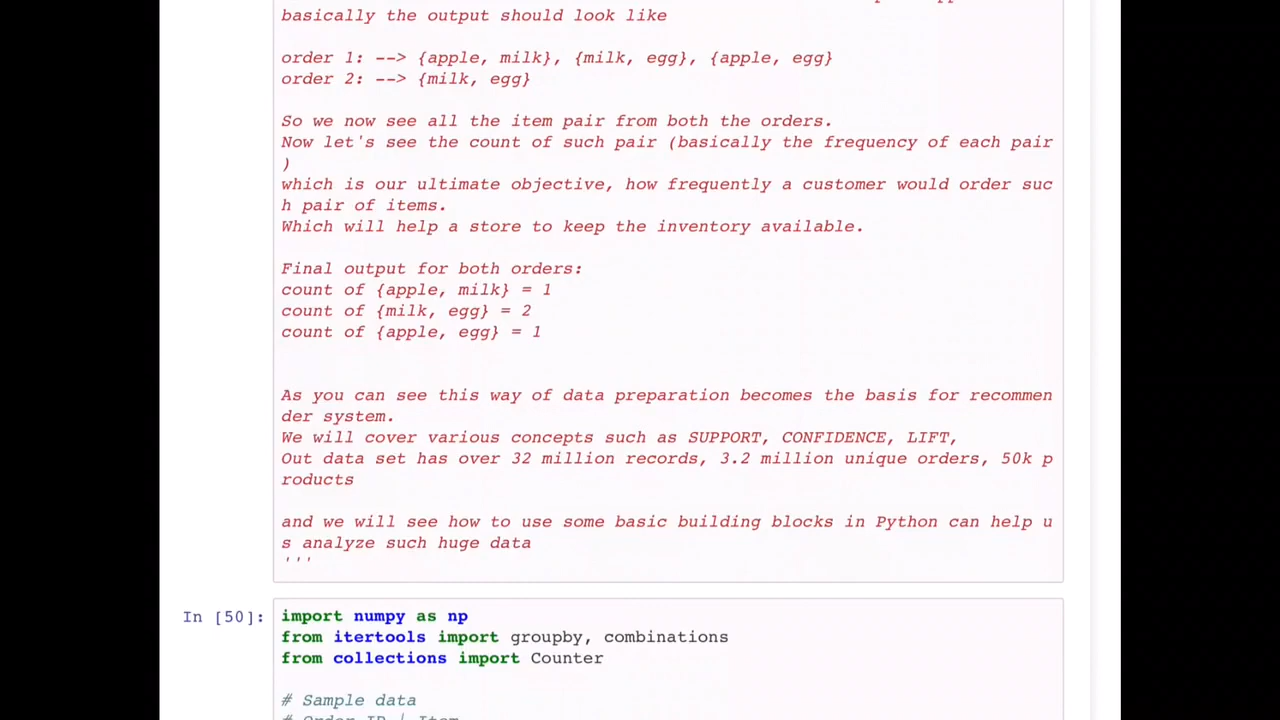 basically the output should look like
order 1: --> {apple, milk}, {milk, egg}, {apple, egg}
order 2: --> {milk, egg}
So we now see all the item pair from both the orders.
Now let's see the count of such pair (basically the frequency of each pair
)
which is our ultimate objective, how frequently a customer would order suc
h pair of items.
Which will help a store to keep the inventory available.
Final output for both orders:
count of {apple, milk} = 1
count of {milk, egg} = 2
count of {apple, egg} = 1
As you can see this way of data preparation becomes the basis for recommen
der system.
We will cover various concepts such as SUPPORT, CONFIDENCE, LIFT,
Out data set has over 32 million records, 3.2 million unique orders, 50k p
roducts
and we will see how to use some basic building blocks in Python can help u
s analyze such huge data
'''
In [50]: import numpy as np
from itertools import groupby, combinations
from collections import Counter
# Sample data
# Order ID | Item